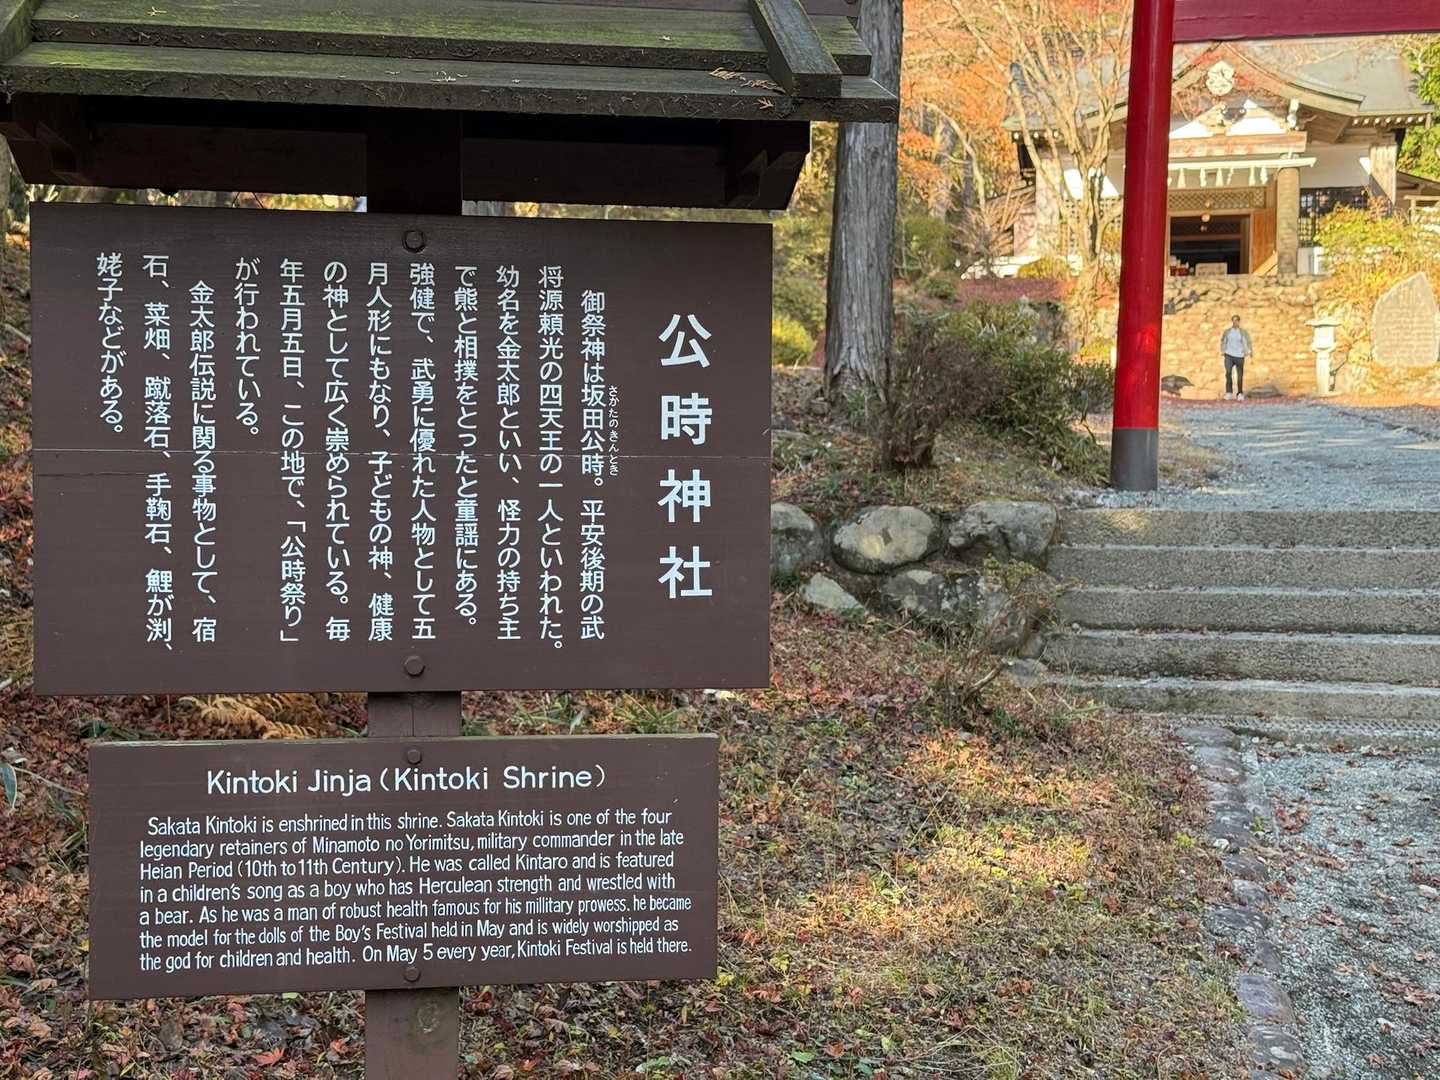 公時神社
御祭神は坂田公時。平安後期の武
さかたのきんとき
将源頼光の四天王の一人といわれた。
幼名を金太郎といい、怪力の持ち主
で熊と相撲をとったと童謡にある。
強健で、武勇に優れた人物として五
月人形にもなり、子どもの神、健康
の神として広く崇められている。毎
年五月五日、この地で、「公時祭り」
が行われている。
金太郎伝説に関る事物として、宿
石、菜畑、蹴落石、手鞠石、鯉が渕、
姥子などがある。
Kintoki Jinja (Kintoki Shrine)
Sakata Kintoki is enshrined in this shrine. Sakata Kintoki is one of the four
legendary retainers of Minamoto no Yorimitsu, military commander in the late
Heian Period (10th to 11th Century). He was called Kintaro and is featured
in a children's song as a boy who has Herculean strength and wrestled with
a bear. As he was a man of robust health famous for his millitary prowess. he became
the model for the dolls of the Boy's Festival held in May and is widely worshipped as
the god for children and health. On May 5 every year, Kintoki Festival is held there.